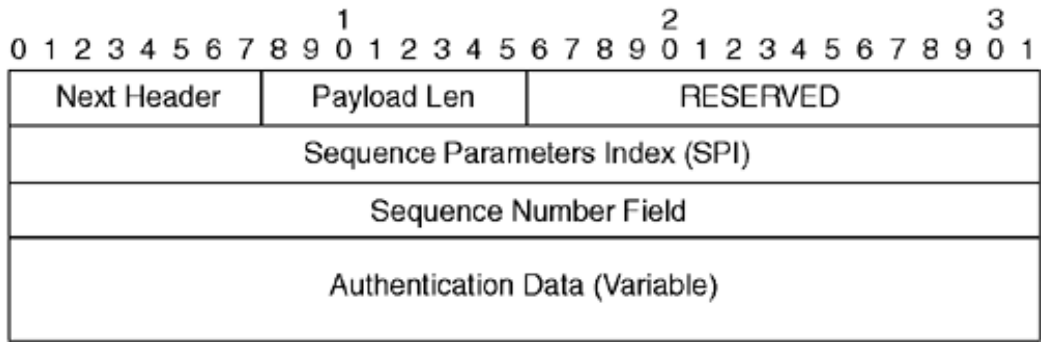 1 2 3
0 1 2 3 4 5 6 7 8 9 0 1 2 3 4 5 6 7 8 9 0 1 2 3 4 5 6 7 8 9 0 1
Next Header Payload Len RESERVED
Sequence Parameters Index (SPI)
Sequence Number Field
Authentication Data (Variable)